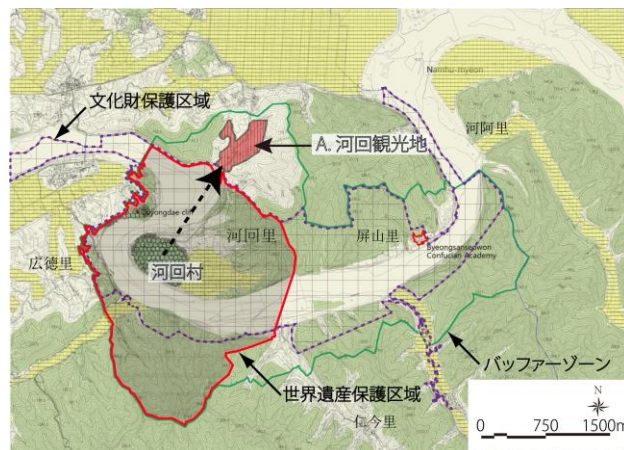 Namhu-myeon
文化財保護区域
河阿里
A. 河回観光地
Buyongdae cliff
河回里
屏山里
Byeongsanseowon
Confucian Academy
広徳里
河回村
バッファーゾーン
世界遺産保護区域
仁今里
N
0 750 1500m